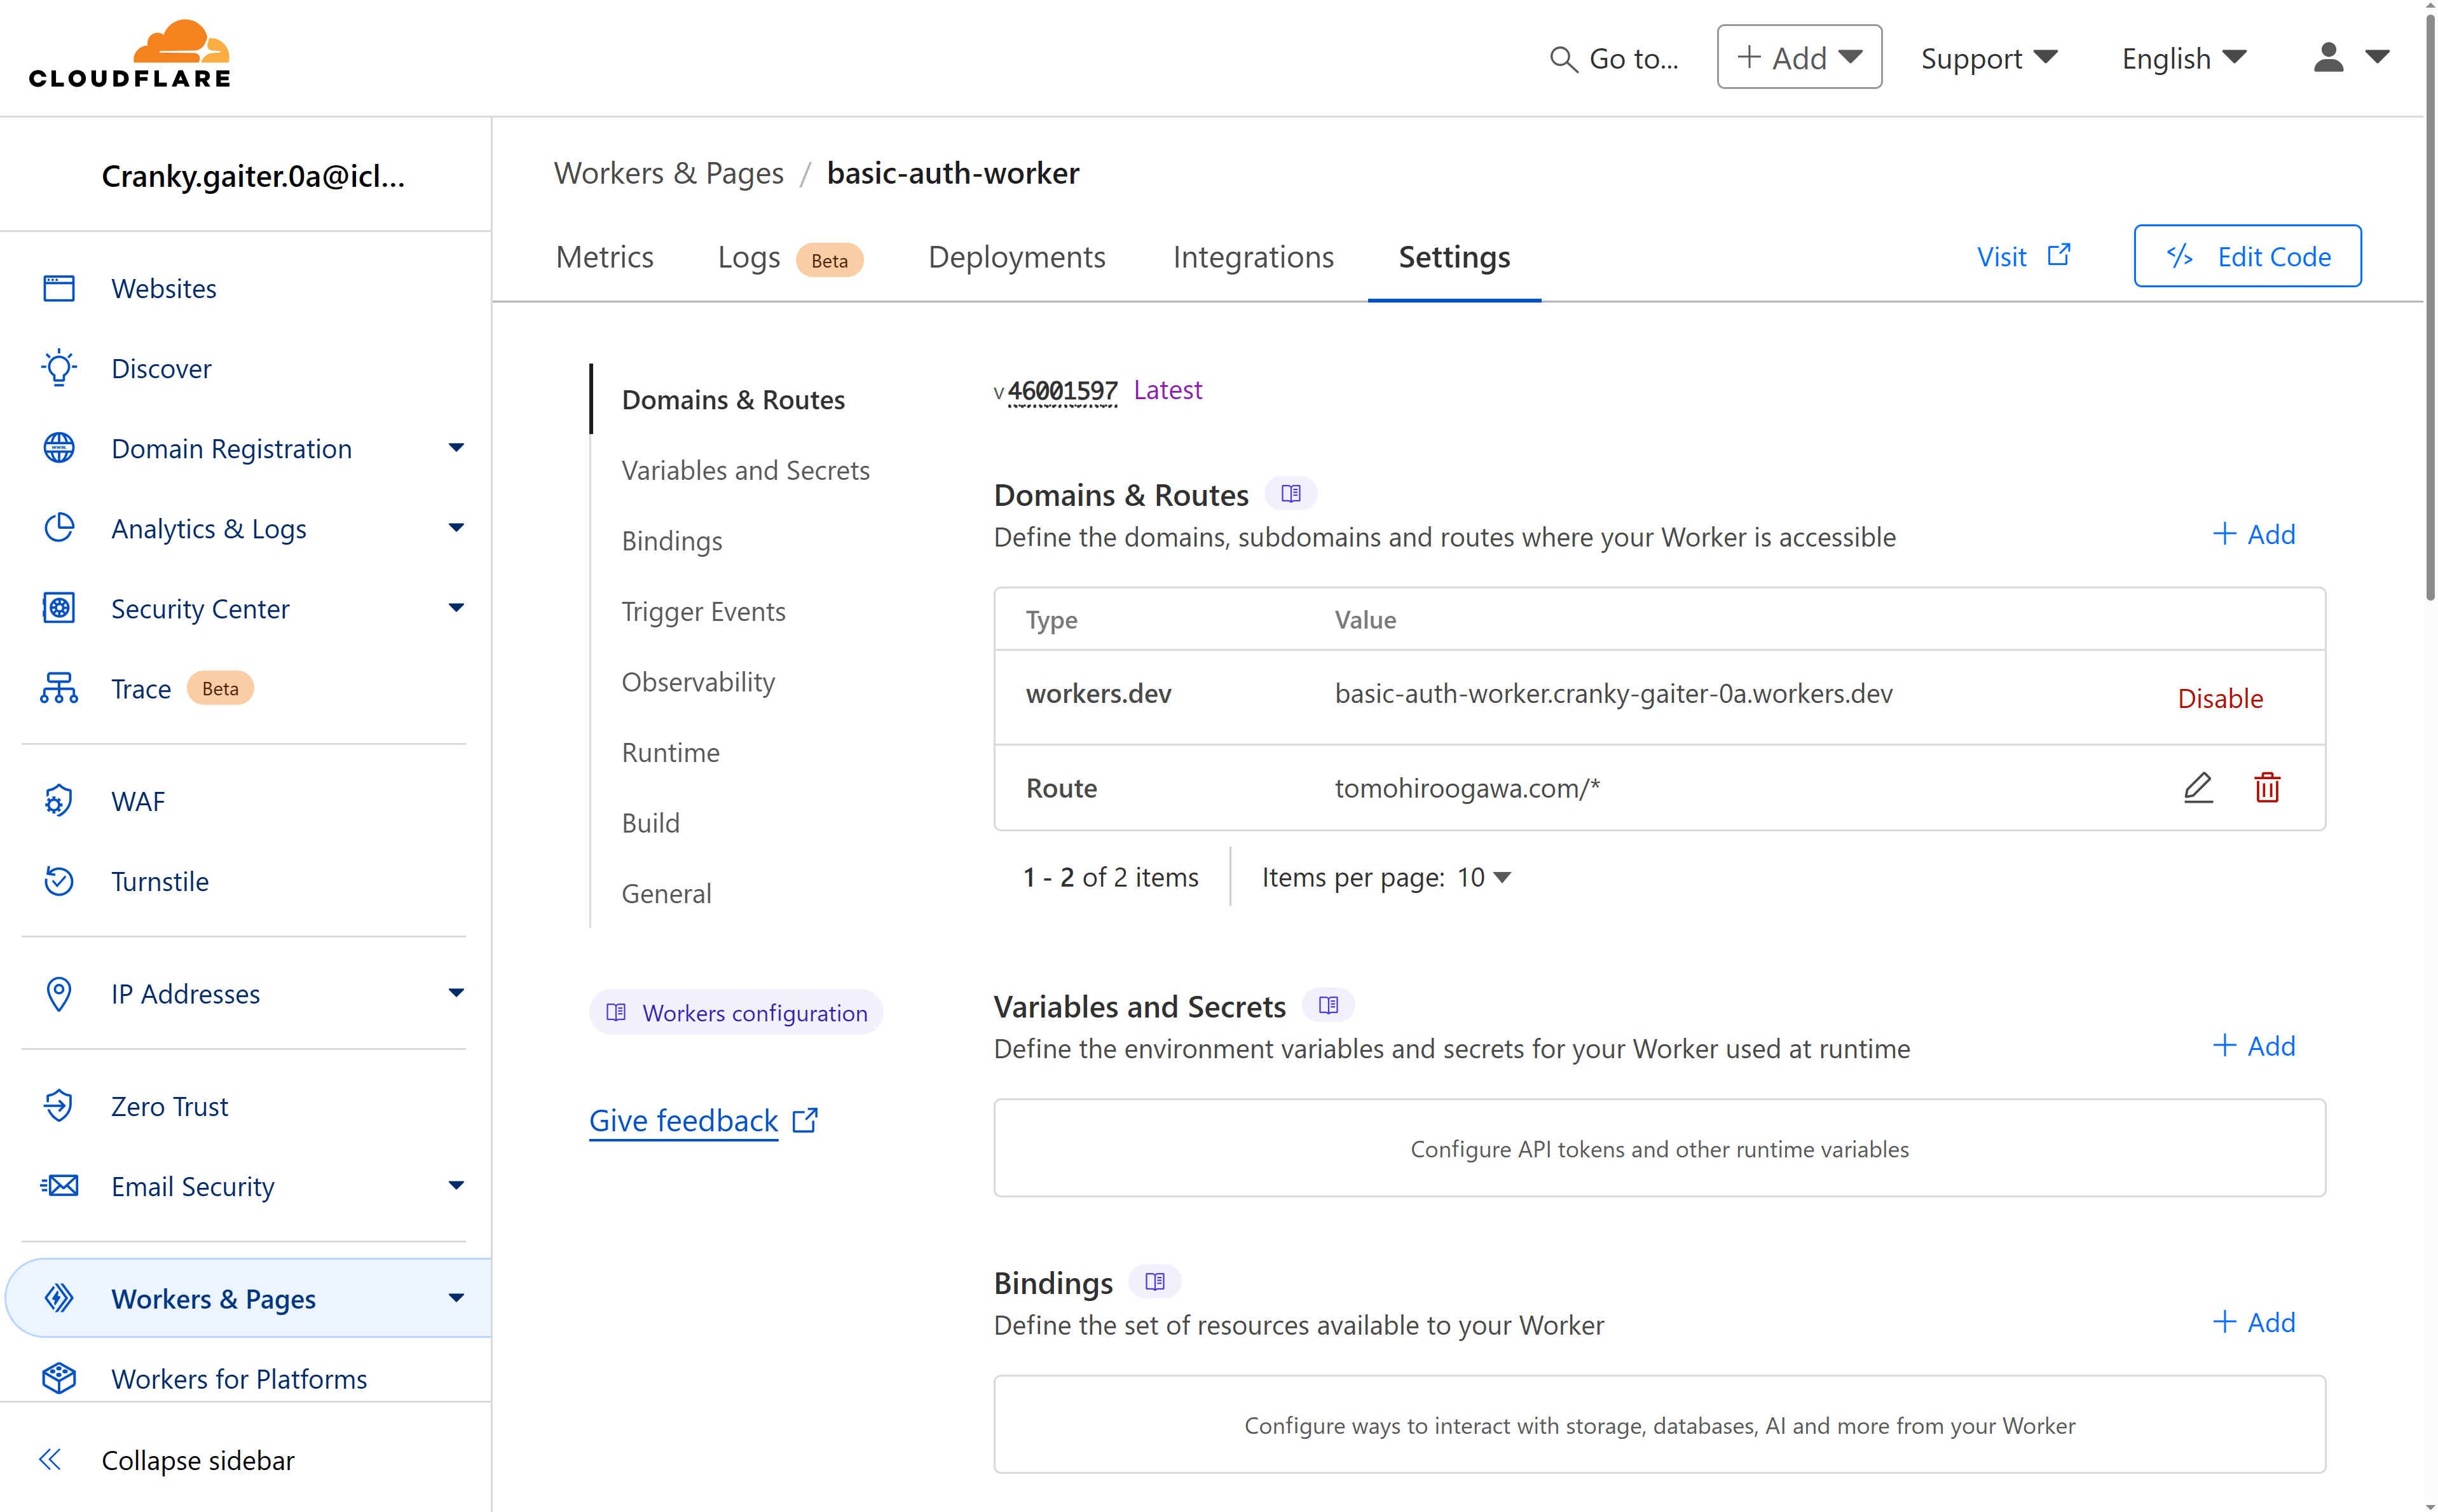 CLOUDFLARE
Go to...
Add
Support
English
Cranky.gaiter.0a@icl...
Websites
Discover
Domain Registration
Analytics & Logs
Security Center
Trace Beta
WAF
Turnstile
IP Addresses
Zero Trust
Email Security
Workers & Pages
Workers for Platforms
Collapse sidebar
Workers & Pages / basic-auth-worker
Metrics
Logs Beta
Deployments
Integrations
Settings
Visit
</> Edit Code
Domains & Routes
Variables and Secrets
Bindings
Trigger Events
Observability
Runtime
Build
General
Workers configuration
Give feedback
v 46001597 Latest
Domains & Routes
Define the domains, subdomains and routes where your Worker is accessible
+ Add
Type Value
workers.dev basic-auth-worker.cranky-gaiter-0a.workers.dev Disable
Route tomohiroogawa.com/*
1 - 2 of 2 items Items per page: 10
Variables and Secrets
Define the environment variables and secrets for your Worker used at runtime
+ Add
Configure API tokens and other runtime variables
Bindings
Define the set of resources available to your Worker
+ Add
Configure ways to interact with storage, databases, AI and more from your Worker